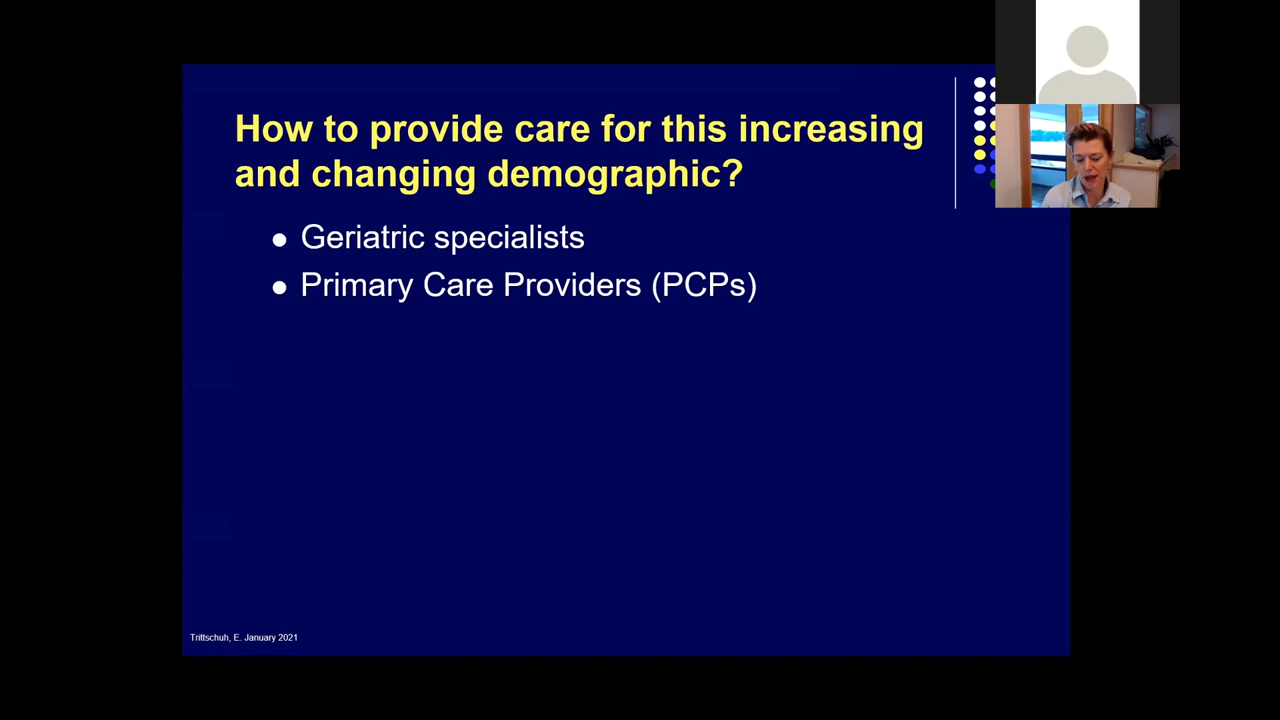 How to provide care for this increasing
and changing demographic?
● Geriatric specialists
● Primary Care Providers (PCPs)
Trittschuh, E. January 2021